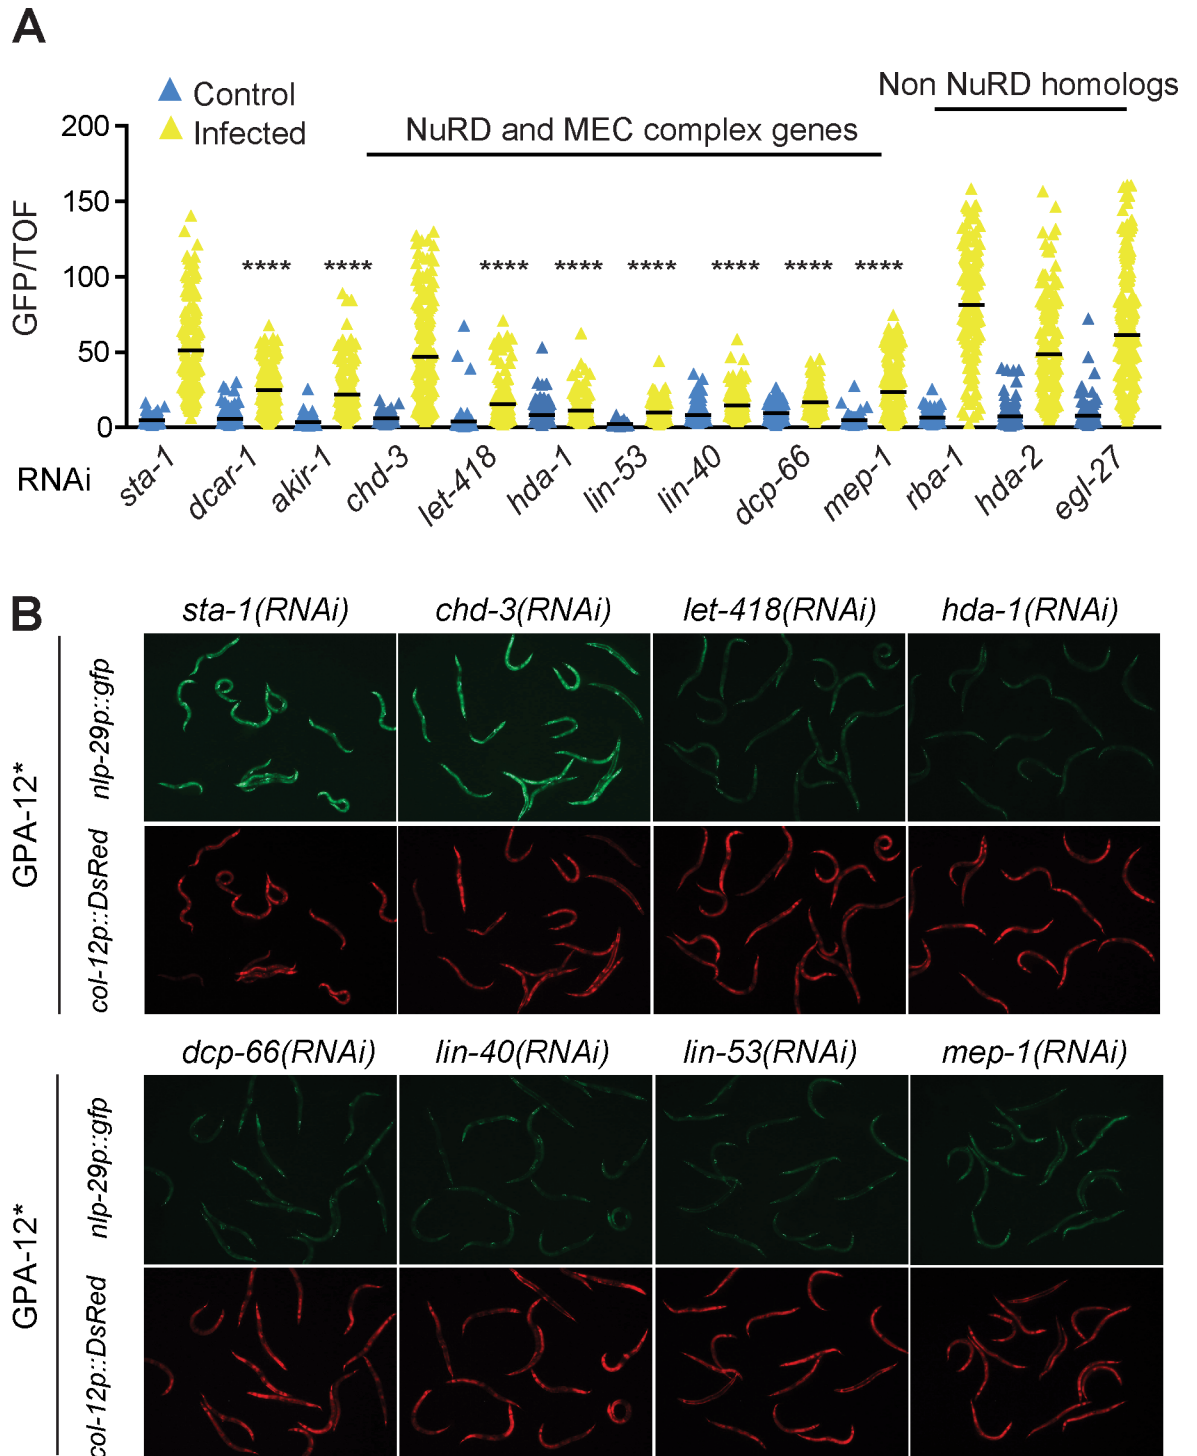 A
Control
Infected
NuRD and MEC complex genes
Non NuRD homologs
GFP/TOF
200
150
100
50
0
**** **** **** **** **** **** **** ****
RNAi
sta-1 dcar-1 akir-1 chd-3 let-418 hda-1 lin-53 lin-40 dcp-66 mep-1 rba-1 hda-2 egl-27
B
sta-1(RNAi) chd-3(RNAi) let-418(RNAi) hda-1(RNAi)
GPA-12*
nlp-29p::gfp
col-12p::DsRed
dcp-66(RNAi) lin-40(RNAi) lin-53(RNAi) mep-1(RNAi)
GPA-12*
nlp-29p::gfp
col-12p::DsRed